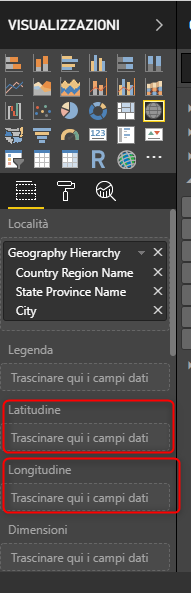 VISUALIZZAZIONI
123
R
Località
Geography Hierarchy
Country Region Name
State Province Name
City
Legenda
Trascinare qui i campi dati
Latitudine
Trascinare qui i campi dati
Longitudine
Trascinare qui i campi dati
Dimensioni
Trascinare qui i campi dati